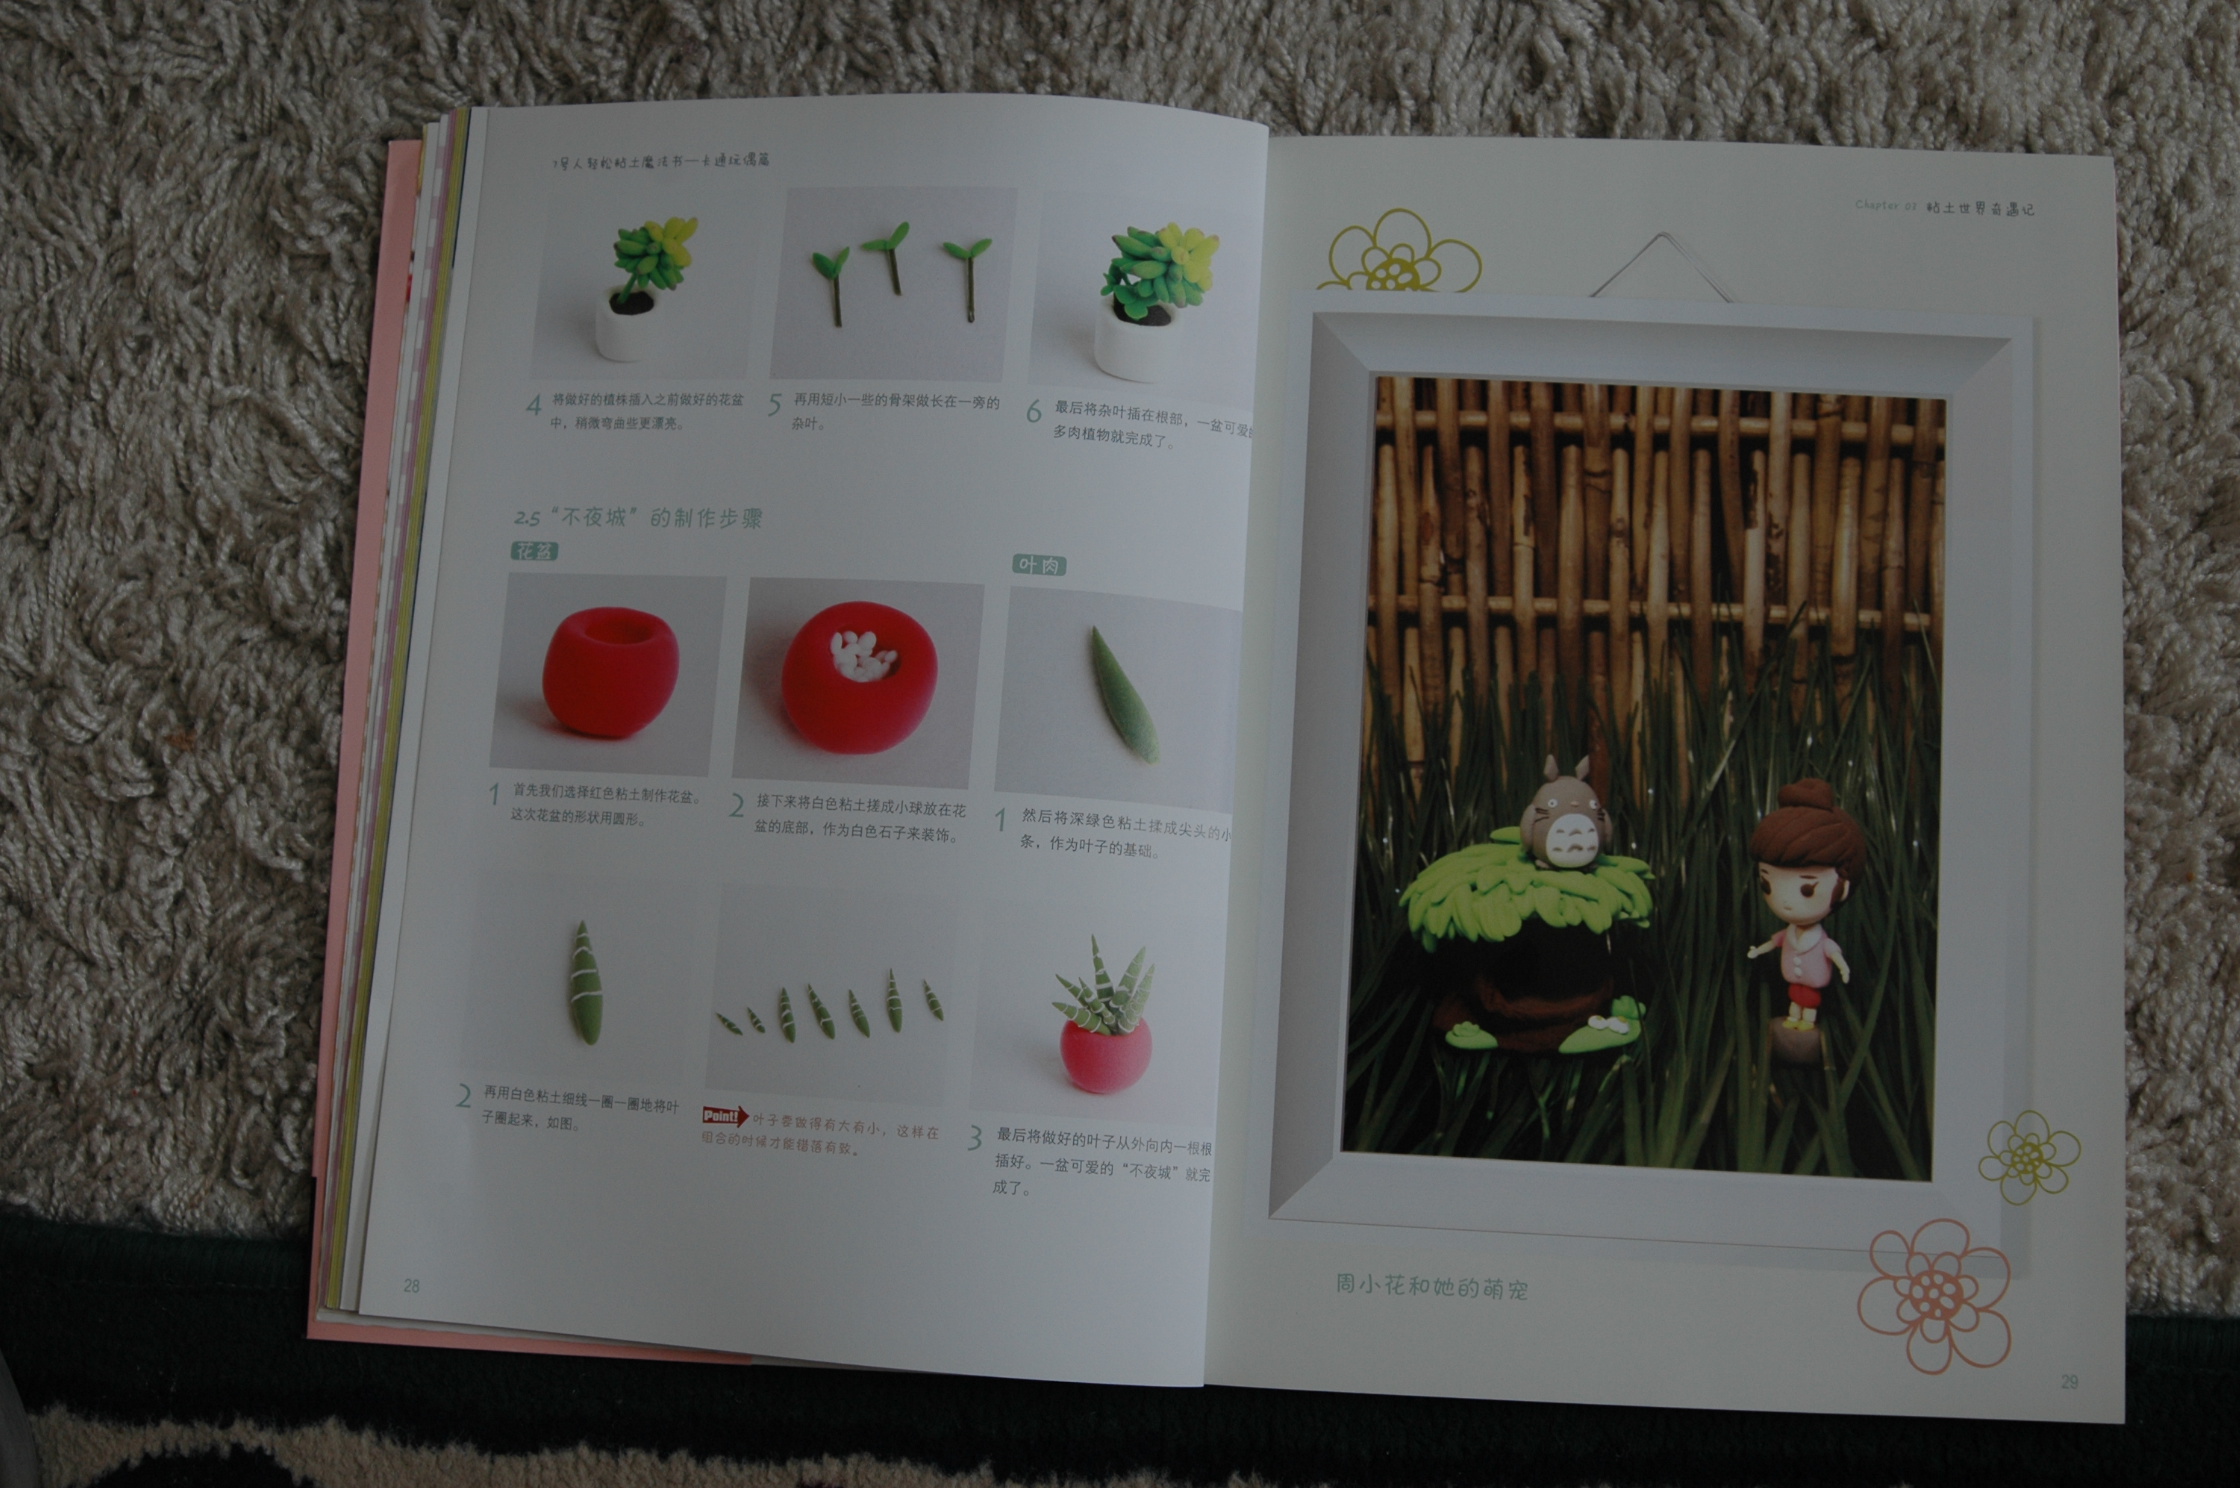 7号人轻松粘土魔法书—卡通玩偶篇
4 将做好的植株插入之前做好的花盆
中，稍微弯曲些更漂亮。
5 再用短小一些的骨架做长在一旁的
杂叶。
6 最后将杂叶插在根部，一盆可爱的
多肉植物就完成了。
2.5 “不夜城” 的制作步骤
花盆
叶肉
1 首先我们选择红色粘土制作花盆。
这次花盆的形状用圆形。
2 接下来将白色粘土搓成小球放在花
盆的底部，作为白色石子来装饰。
1 然后将深绿色粘土揉成尖头的小
条，作为叶子的基础。
2 再用白色粘土细线一圈一圈地将叶
子圈起来，如图。
Point! 叶子要做得有大有小，这样在
组合的时候才能错落有致。
3 最后将做好的叶子从外向内一根根
插好。一盆可爱的“不夜城”就完
成了。
28
Chapter 03 粘土世界奇遇记
周小花和她的萌宠
29